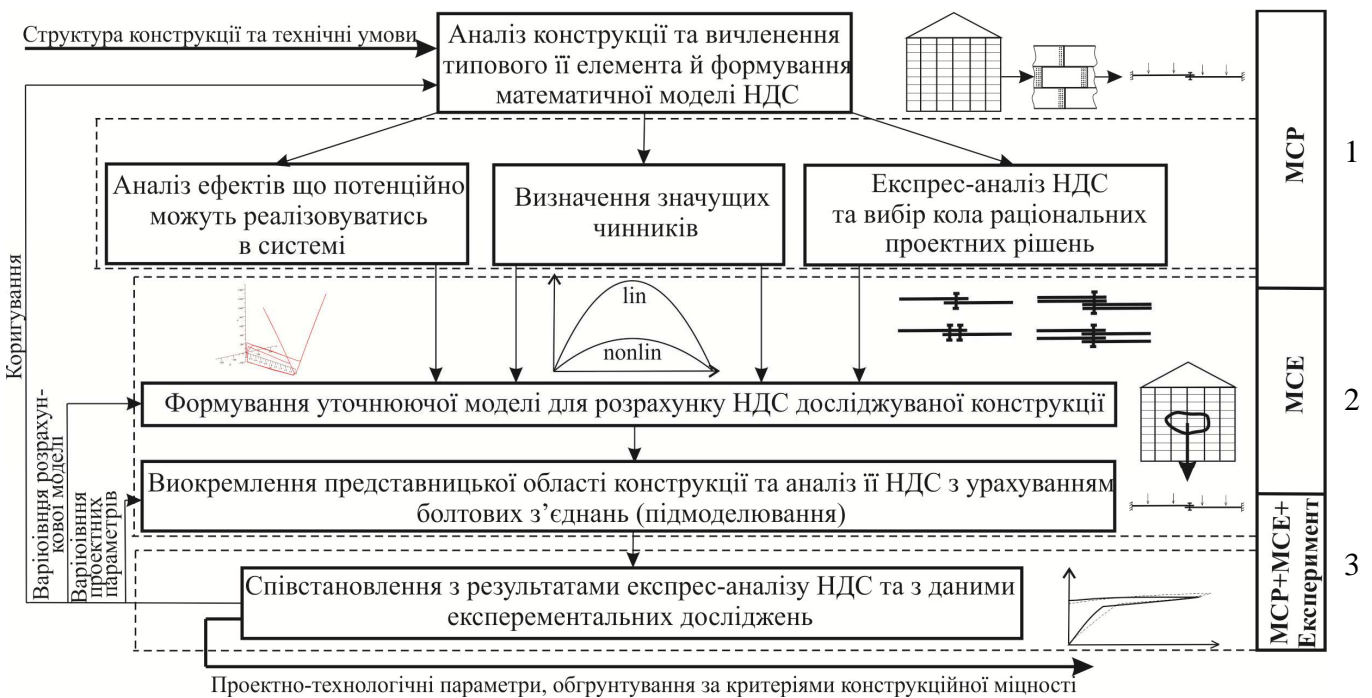 Структура конструкції та технічні умови
Аналіз конструкції та вичленення
типового її елемента й формування
математичної моделі НДС
МСР
1
Аналіз ефектів що потенційно
можуть реалізовуватись
в системі
Визначення значущих
чинників
Експрес-аналіз НДС
та вибір кола раціональних
проектних рішень
Коригування
lin
nonlin
МСЕ
2
Формування уточнюючої моделі для розрахунку НДС досліджуваної конструкції
Варіюівння розрахун-
кової моделі
Варіюівння
проектних
параметрів
Виокремлення представницької області конструкції та аналіз її НДС з урахуванням
болтових з’єднань (підмоделювання)
МСР+МСЕ+
Експеримент
3
Співстановлення з результатами експрес-аналізу НДС та з даними
експерементальних досліджень
Проектно-технологічні параметри, обгрунтування за критеріями конструкційної міцності